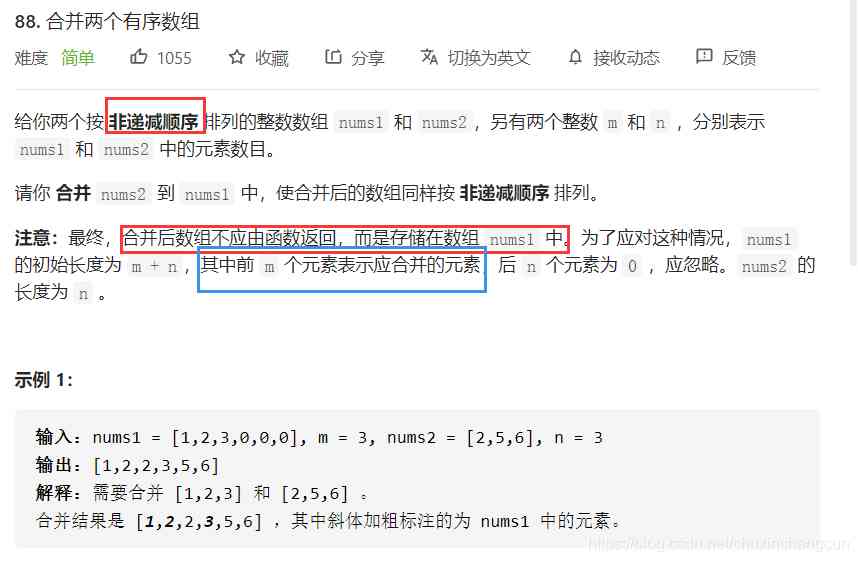 88. 合并两个有序数组
难度 简单 1055 收藏 分享 切换为英文 接收动态 反馈
给你两个按 非递减顺序 排列的整数数组 nums1 和 nums2，另有两个整数 m 和 n ，分别表示
nums1 和 nums2 中的元素数目。
请你 合并 nums2 到 nums1 中，使合并后的数组同样按 非递减顺序 排列。
注意：最终，合并后数组不应由函数返回，而是存储在数组 nums1 中。为了应对这种情况，nums1
的初始长度为 m + n，其中前 m 个元素表示应合并的元素，后 n 个元素为 0 ，应忽略。nums2 的
长度为 n 。
示例 1：
输入：nums1 = [1,2,3,0,0,0], m = 3, nums2 = [2,5,6], n = 3
输出：[1,2,2,3,5,6]
解释：需要合并 [1,2,3] 和 [2,5,6] 。
合并结果是 [1,2,2,3,5,6] ，其中斜体加粗标注的为 nums1 中的元素。